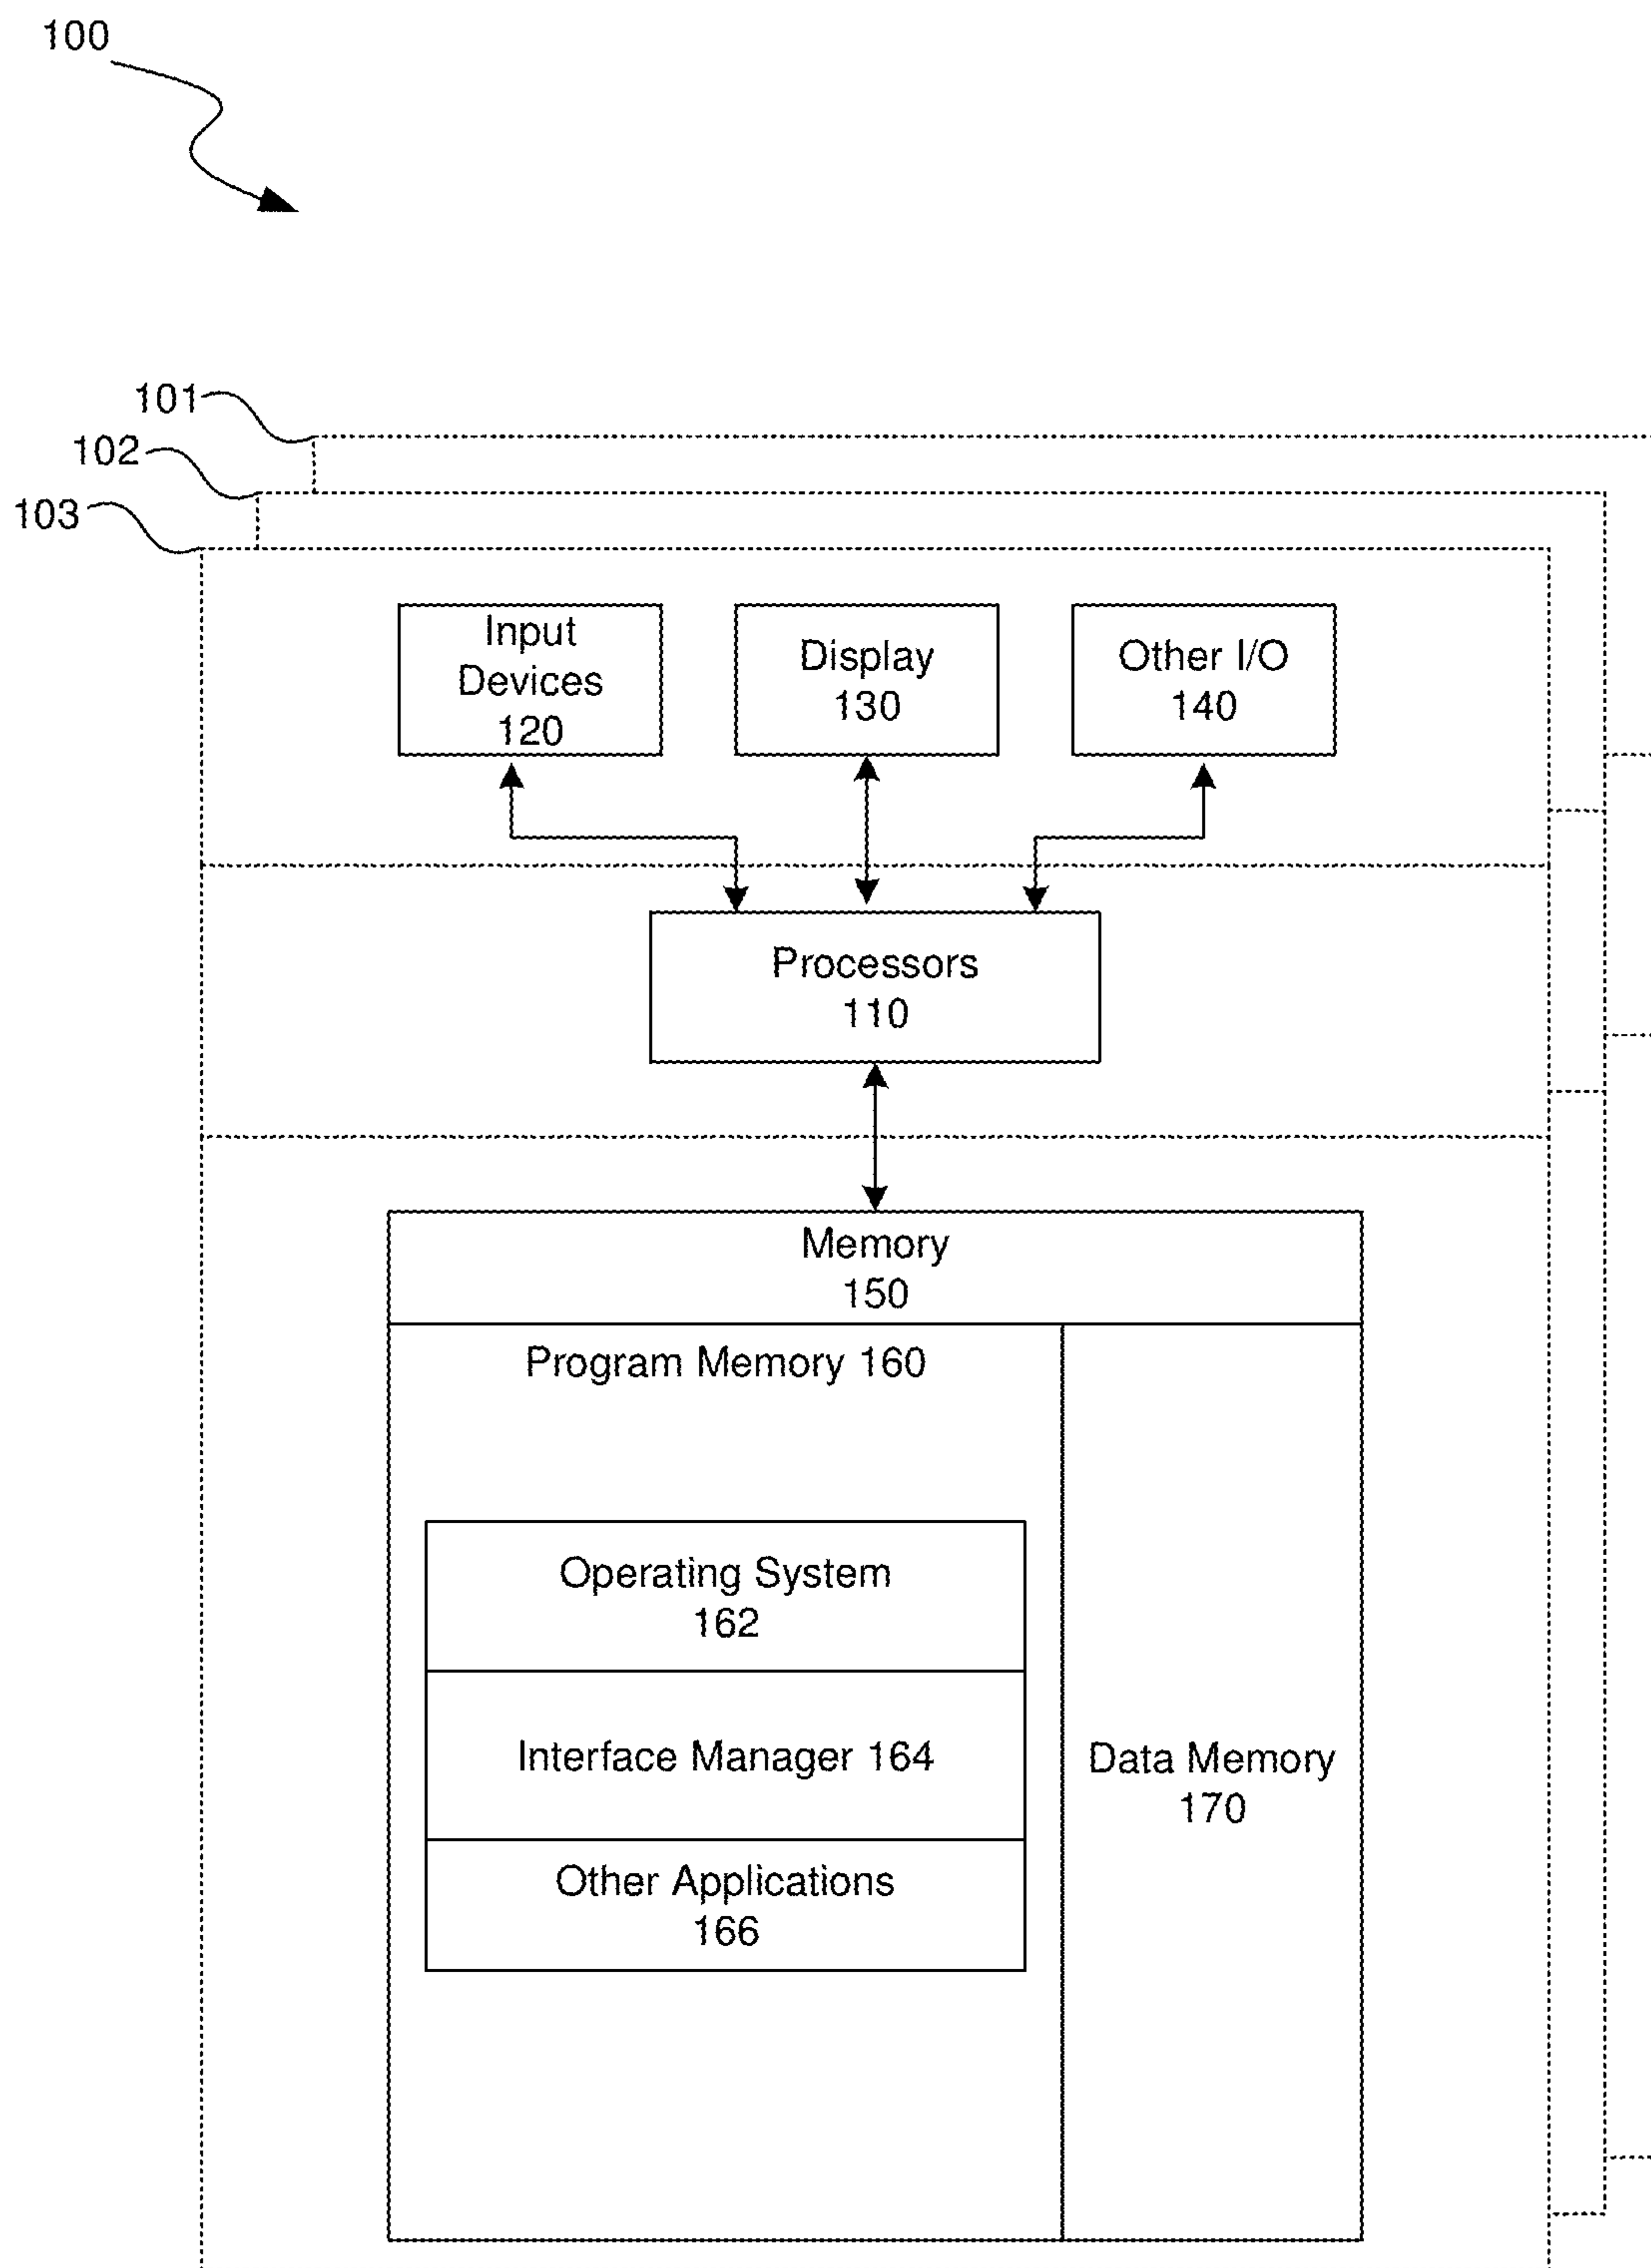 100
101
102
103
Input
Devices
120
Display
130
Other I/O
140
Processors
110
Memory
150
Program Memory 160
Operating System
162
Interface Manager 164
Other Applications
166
Data Memory
170